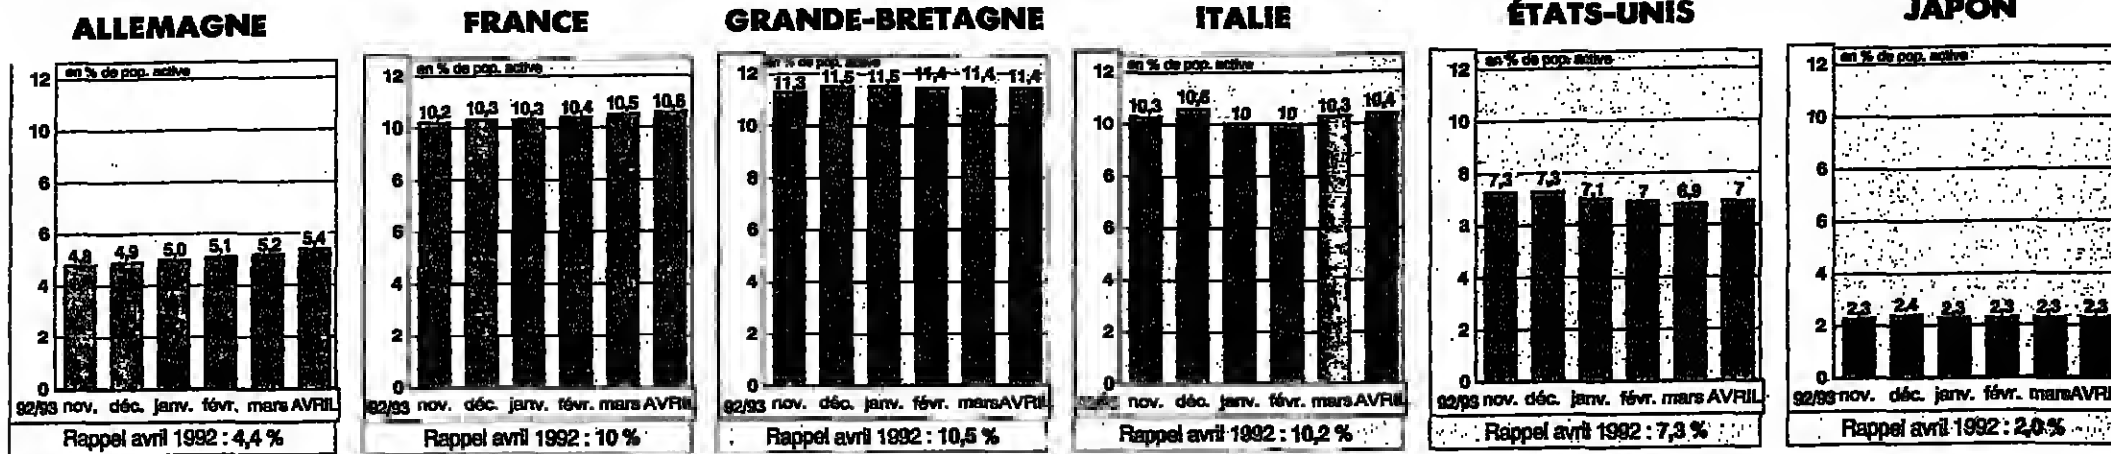 ALLEMAGNE
en % de pop. active
12
10
8
6
4
2
0
4,8 4,9 5,0 5,1 5,2 5,4
92/93 nov. déc. janv. févr. mars AVRIL
Rappel avril 1992 : 4,4 %
FRANCE
en % de pop. active
12
10
8
6
4
2
0
10,2 10,3 10,3 10,4 10,5 10,6
92/93 nov. déc. janv. févr. mars AVRIL
Rappel avril 1992 : 10 %
GRANDE-BRETAGNE
en % de pop. active
12
10
8
6
4
2
0
11,3 11,5 11,5 11,4 11,4 11,4
92/93 nov. déc. janv. févr. mars AVRIL
Rappel avril 1992 : 10,5 %
ITALIE
en % de pop. active
12
10
8
6
4
2
0
10,3 10 10 10,3 10,4
nov. déc. janv. févr. mars AVRIL
Rappel avril 1992 : 10,2 %
ÉTATS-UNIS
en % de pop. active
12
10
8
6
4
2
0
7,3 7,3 7,1 7 6,9 7
92/93 nov. déc. janv. févr. mars AVRIL
Rappel avril 1992 : 7,3 %
JAPON
en % de pop. active
12
10
8
6
4
2
0
2,3 2,4 2,3 2,3 2,3 2,3
92/93 nov. déc. janv. févr. mars AVRIL
Rappel avril 1992 : 2,0 %